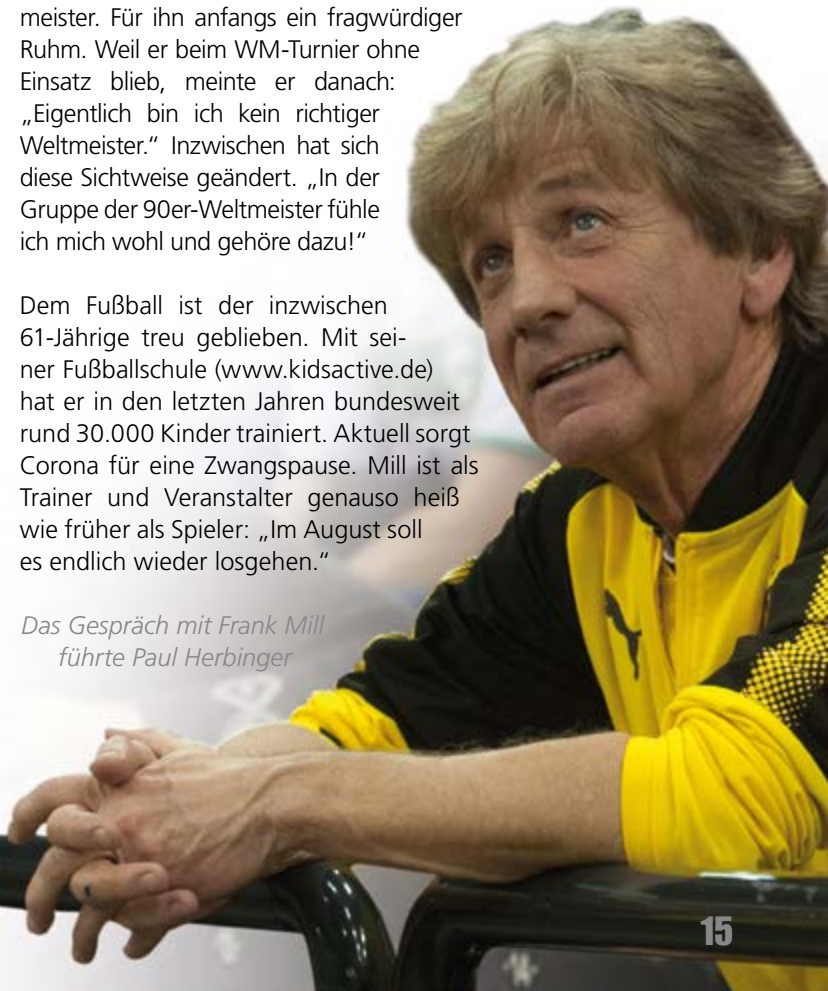 meister. Für ihn anfangs ein fragwürdiger
Ruhm. Weil er beim WM-Turnier ohne
Einsatz blieb, meinte er danach:
„Eigentlich bin ich kein richtiger
Weltmeister.“ Inzwischen hat sich
diese Sichtweise geändert. „In der
Gruppe der 90er-Weltmeister fühle
ich mich wohl und gehöre dazu!“
Dem Fußball ist der inzwischen
61-Jährige treu geblieben. Mit sei-
ner Fußballschule (www.kidsactive.de)
hat er in den letzten Jahren bundesweit
rund 30.000 Kinder trainiert. Aktuell sorgt
Corona für eine Zwangspause. Mill ist als
Trainer und Veranstalter genauso heiß
wie früher als Spieler: „Im August soll
es endlich wieder losgehen.“
Das Gespräch mit Frank Mill
führte Paul Herbinger
15